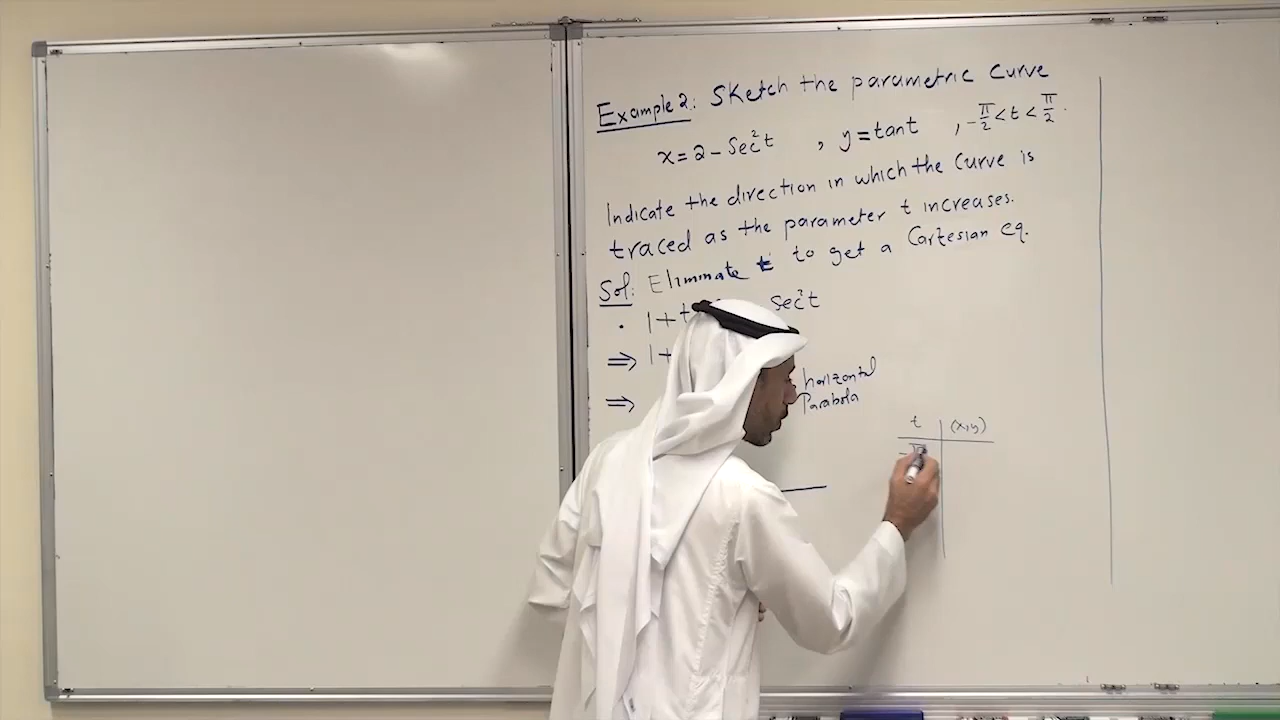 Example 2: Sketch the parametric curve
x = 2 - Sec²t , y = tant , -π/2 < t < π/2.
Indicate the direction in which the curve is
traced as the parameter t increases.
Sol: Eliminate t to get a Cartesian eq.
• 1 + t Sec²t
⇒ 1 +
⇒ horizontal
Parabola
t (x,y)
-π